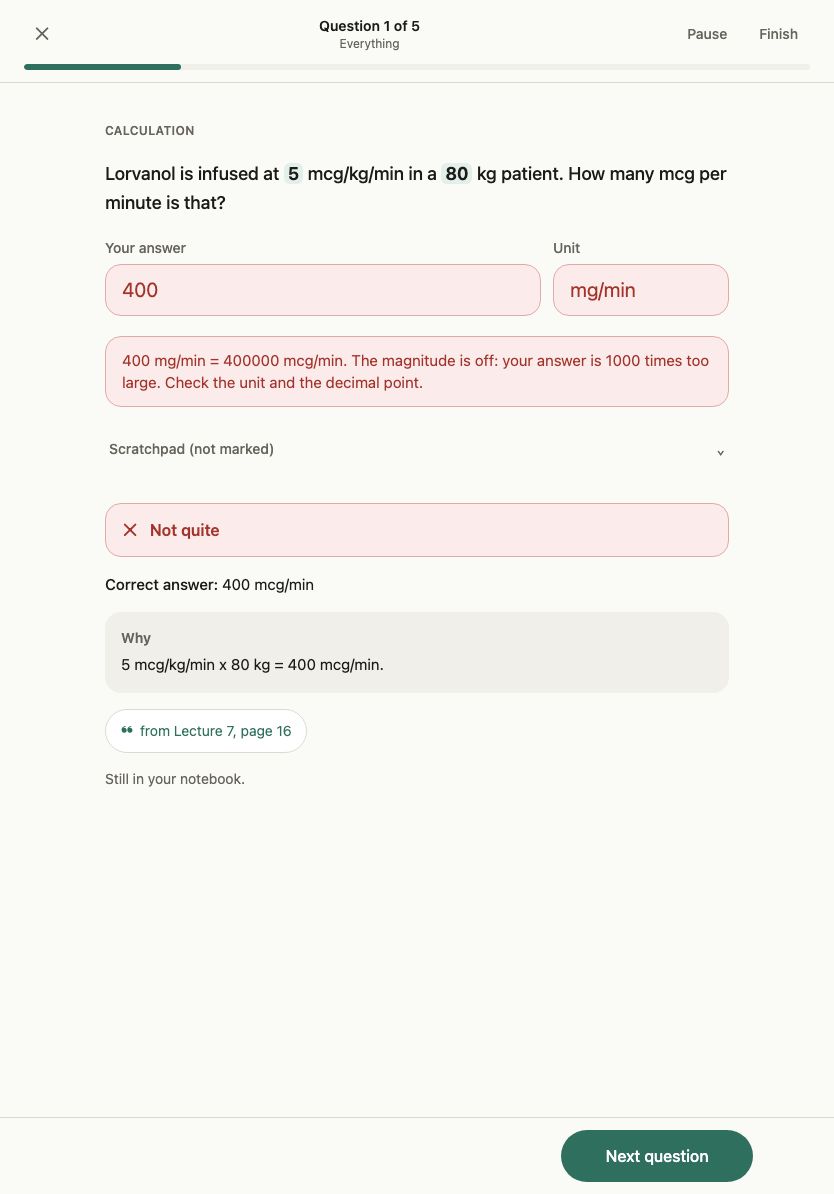 Question 1 of 5
Everything
Pause
Finish
CALCULATION
Lorvanol is infused at 5 mcg/kg/min in a 80 kg patient. How many mcg per
minute is that?
Your answer
Unit
400
mg/min
400 mg/min = 400000 mcg/min. The magnitude is off: your answer is 1000 times too
large. Check the unit and the decimal point.
Scratchpad (not marked)
Not quite
Correct answer: 400 mcg/min
Why
5 mcg/kg/min x 80 kg = 400 mcg/min.
❝ from Lecture 7, page 16
Still in your notebook.
Next question